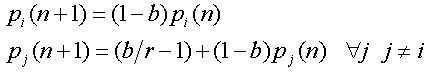 p_i(n+1) = (1-b)p_i(n)
p_j(n+1) = (b/r-1) + (1-b)p_j(n) ∀j j ≠ i